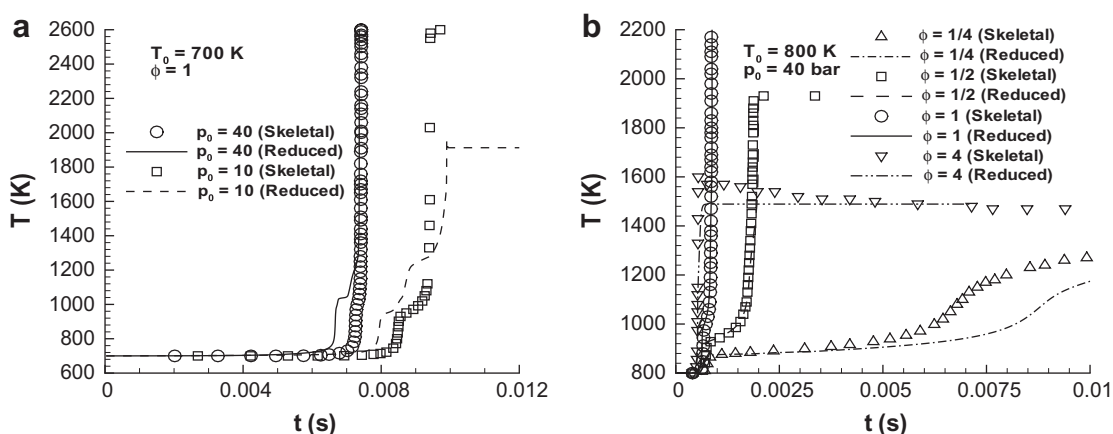 a
T (K)
2600
2400
2200
2000
1800
1600
1400
1200
1000
800
600
T₀ = 700 K
ϕ = 1
p₀ = 40 (Skeletal)
p₀ = 40 (Reduced)
p₀ = 10 (Skeletal)
p₀ = 10 (Reduced)
0 0.004 0.008 0.012
t (s)
b
T (K)
2200
2000
1800
1600
1400
1200
1000
800
T₀ = 800 K
p₀ = 40 bar
ϕ = 1/4 (Skeletal)
ϕ = 1/4 (Reduced)
ϕ = 1/2 (Skeletal)
ϕ = 1/2 (Reduced)
ϕ = 1 (Skeletal)
ϕ = 1 (Reduced)
ϕ = 4 (Skeletal)
ϕ = 4 (Reduced)
0 0.0025 0.005 0.0075 0.01
t (s)